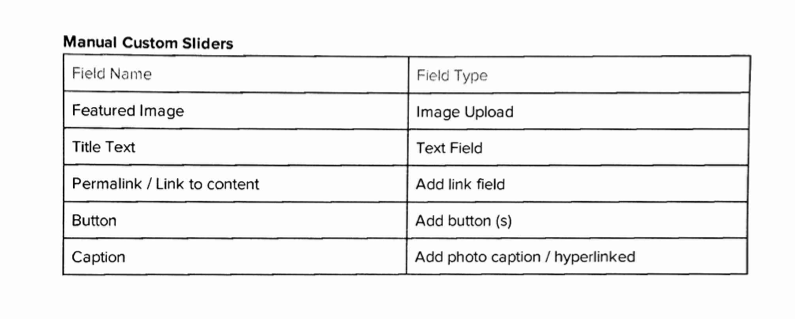 Manual Custom Sliders
Field Name Field Type
Featured Image Image Upload
Title Text Text Field
Permalink / Link to content Add link field
Button Add button (s)
Caption Add photo caption / hyperlinked